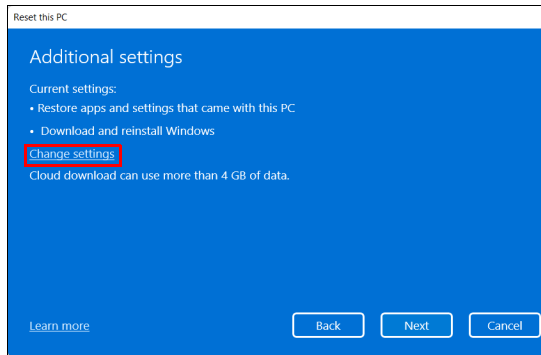 Reset this PC
Additional settings
Current settings:
• Restore apps and settings that came with this PC
• Download and reinstall Windows
Change settings
Cloud download can use more than 4 GB of data.
Learn more
Back
Next
Cancel